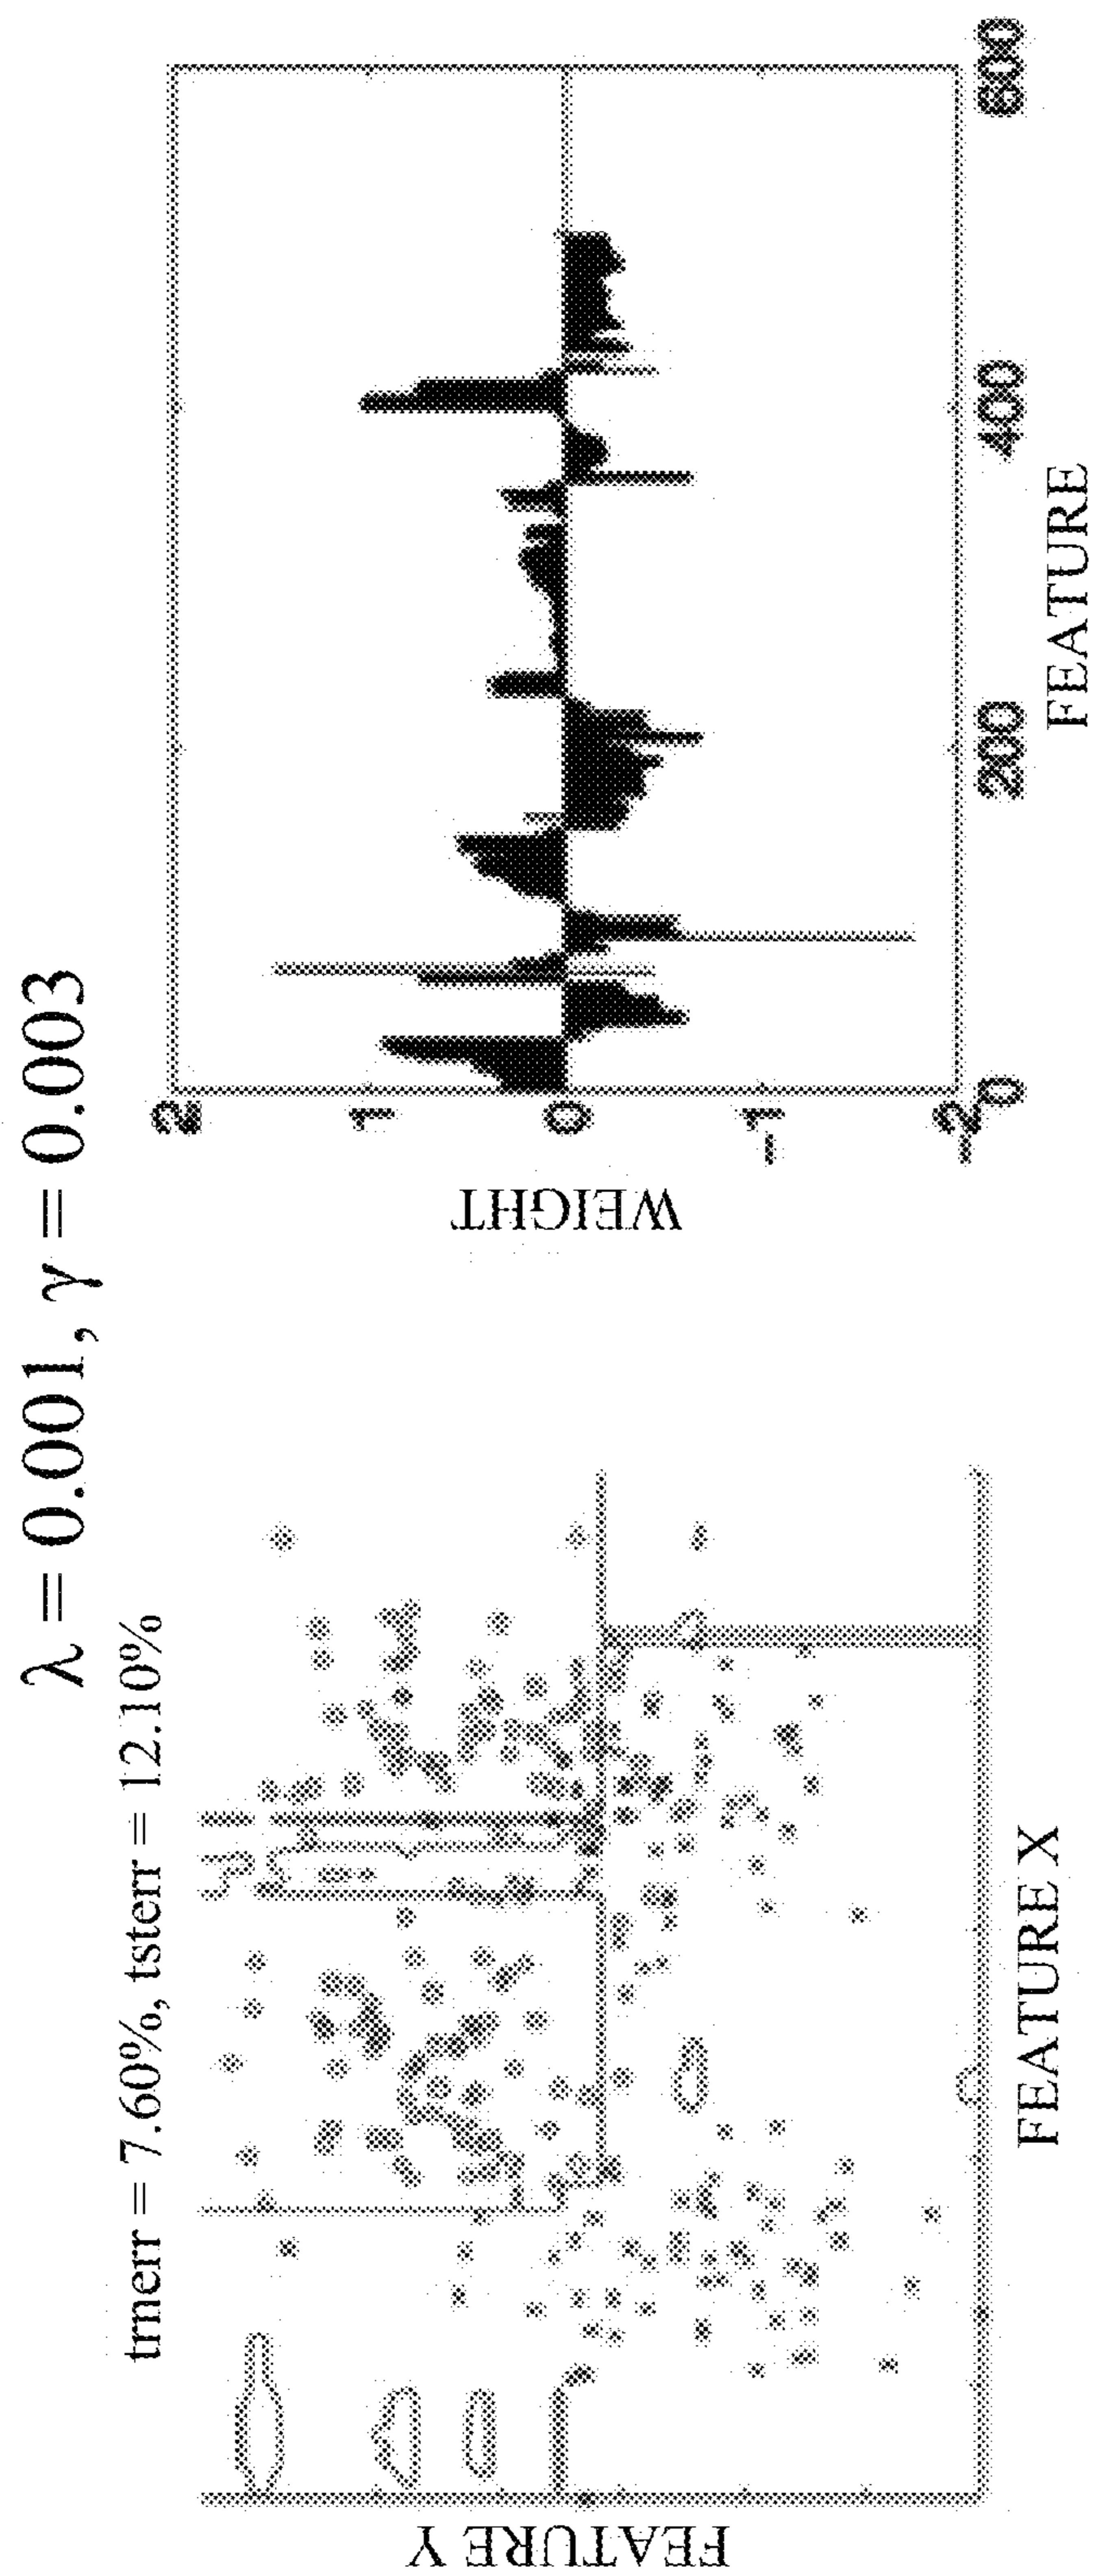 λ = 0.001, γ = 0.003
trnerr = 7.60%, tsterr = 12.10%
FEATURE Y
FEATURE X
WEIGHT
2
1
0
-1
-2
0
200
400
600
FEATURE